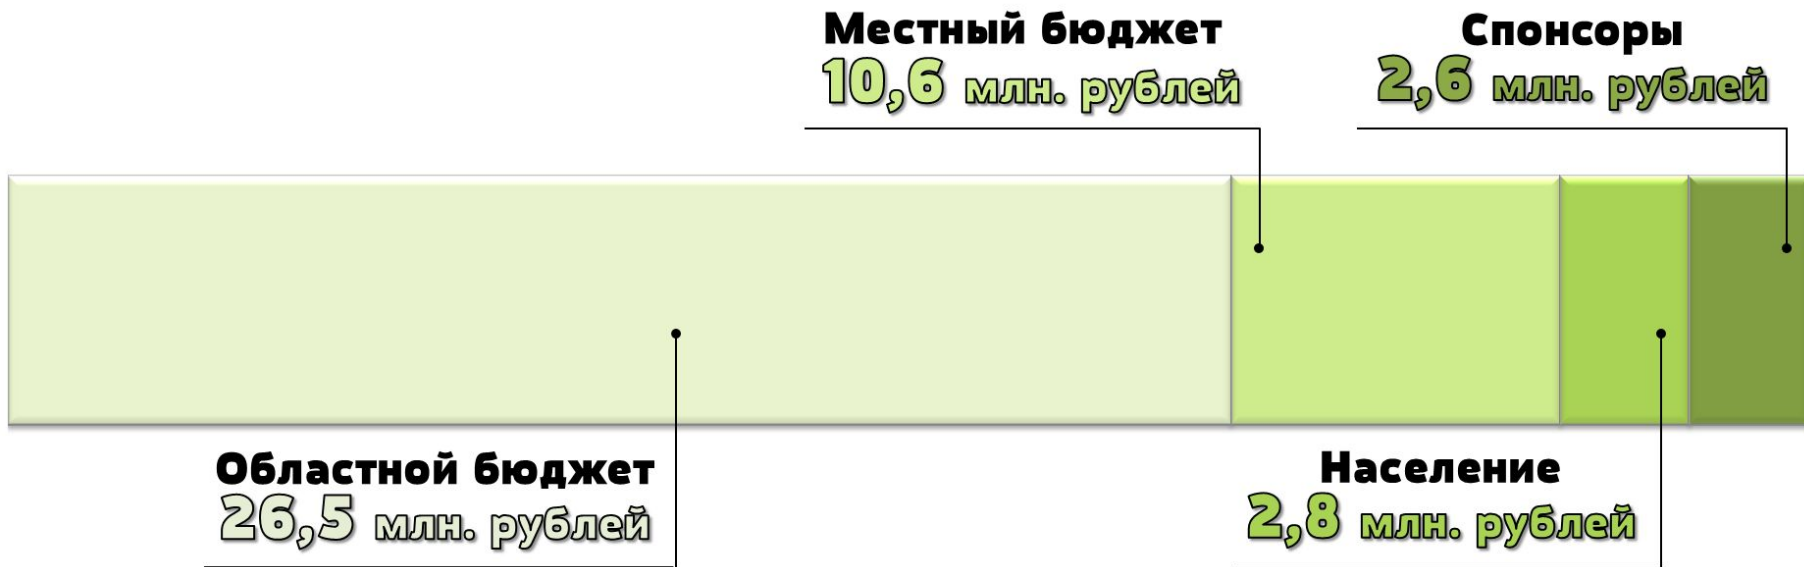 Местный бюджет
10,6 млн. рублей
Спонсоры
2,6 млн. рублей
Областной бюджет
26,5 млн. рублей
Население
2,8 млн. рублей